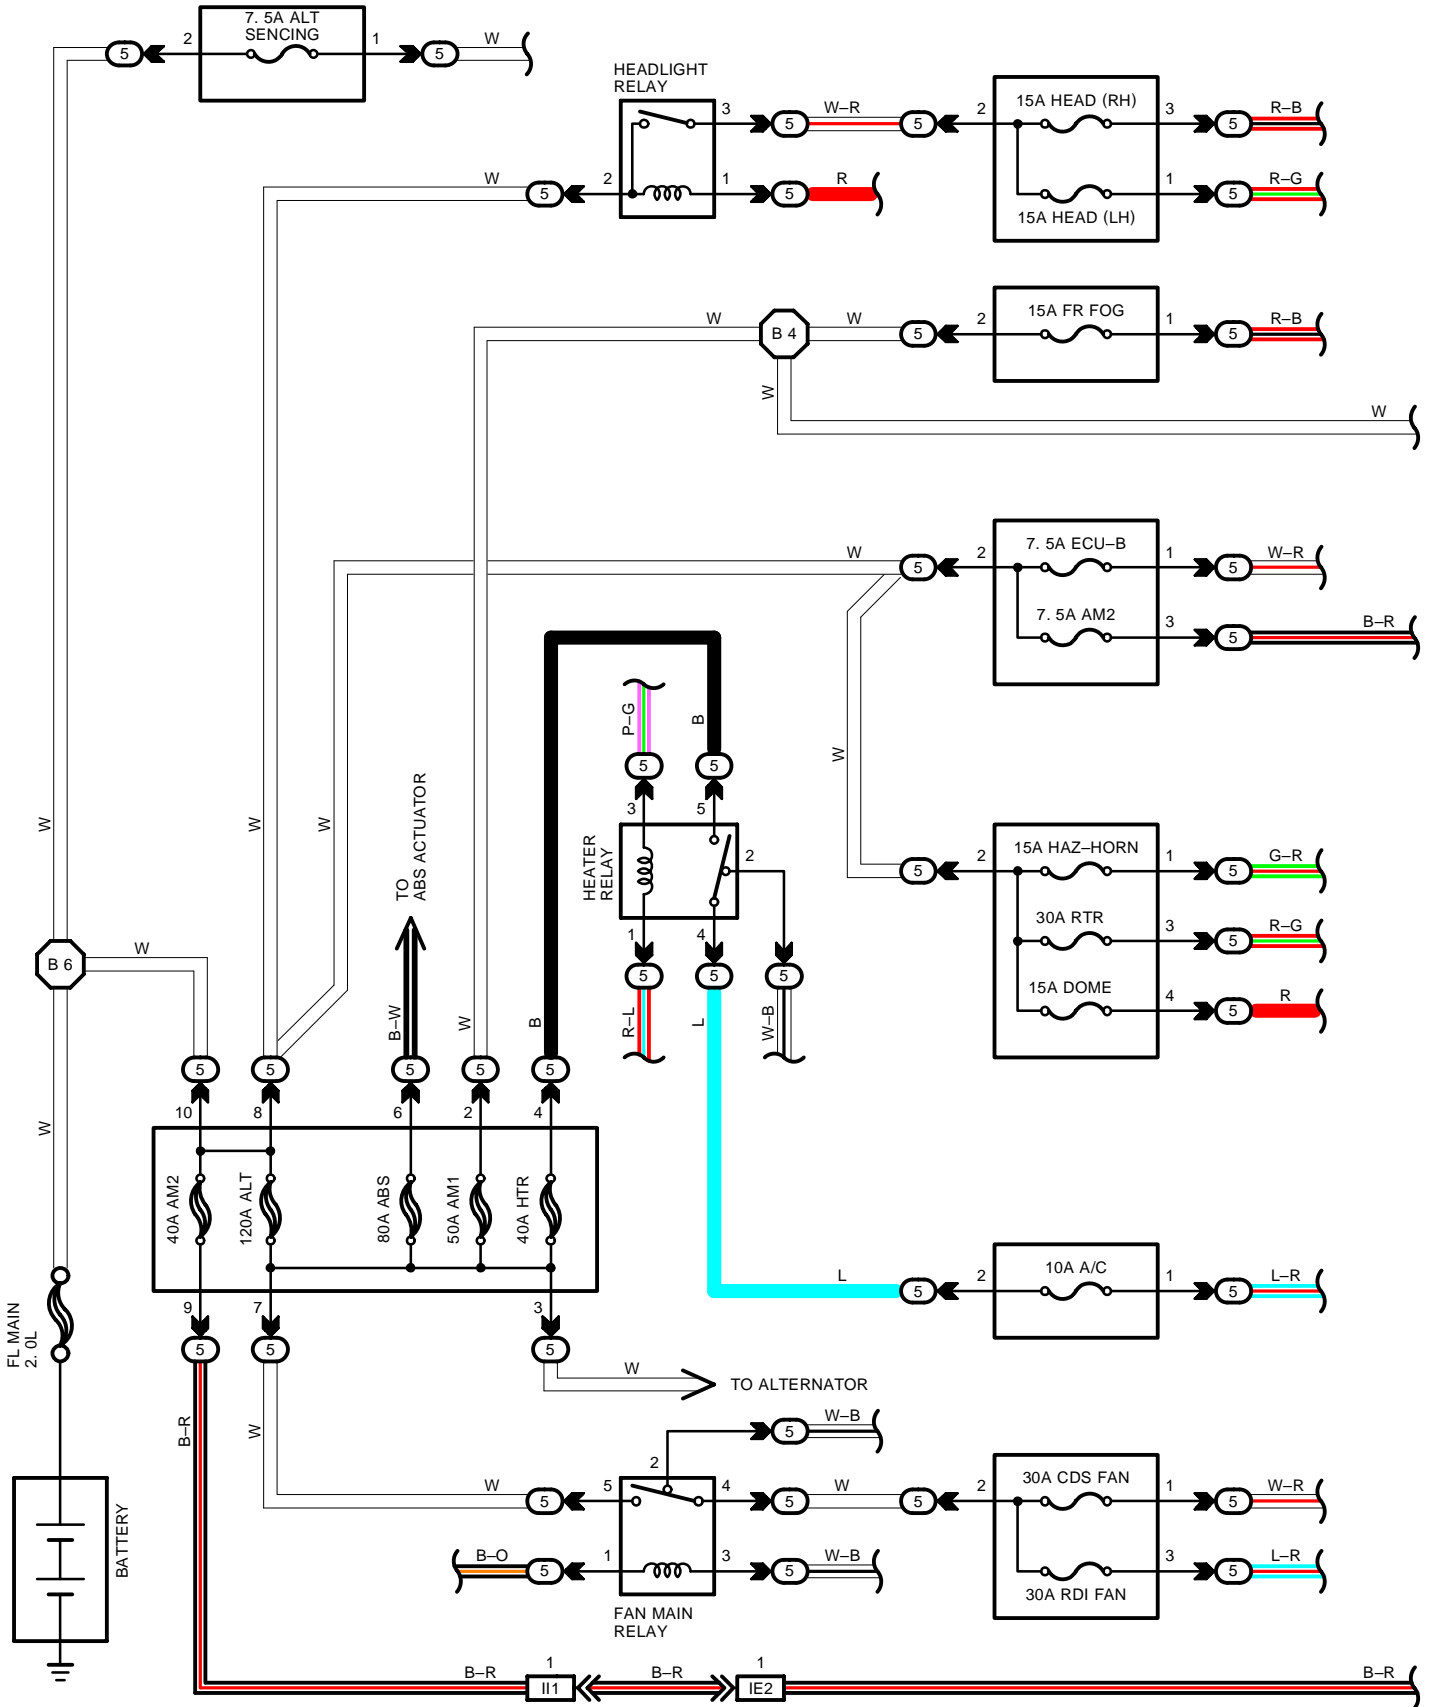 7. 5A ALT
SENCING
5 2 1 5 W
HEADLIGHT
RELAY
3 5 W–R 5 2 15A HEAD (RH) 3 5 R–B
W 5 2 1 5 R 1 5 R–G
15A HEAD (LH)
W B 4 W 5 2 15A FR FOG 1 5 R–B
W W
W 5 2 7. 5A ECU–B 1 5 W–R
7. 5A AM2 3 5 B–R
P–G B
5 5
W
3 5
TO
ABS ACTUATOR
HEATER
RELAY
2
W W W
5 2 15A HAZ–HORN 1 5 G–R
30A RTR 3 5 R–G
15A DOME 4 5 R
1 4
5 5 5
B 6 W
R–L L W–B
B–W W B
5 5 5 5 5
10 8 6 2 4
W
40A AM2
120A ALT
80A ABS
50A AM1
40A HTR
L 5 2 10A A/C 1 5 L–R
9 7 3
5 5 5
FL MAIN
2. 0L
W TO ALTERNATOR
B–R W
5 W–B
2
W 5 5 4 5 W 5 2 30A CDS FAN 1 5 W–R
B–O 5 1 3 5 W–B 3 5 L–R
30A RDI FAN
FAN MAIN
RELAY
BATTERY
B–R 1 B–R 1 B–R
II1 IE2